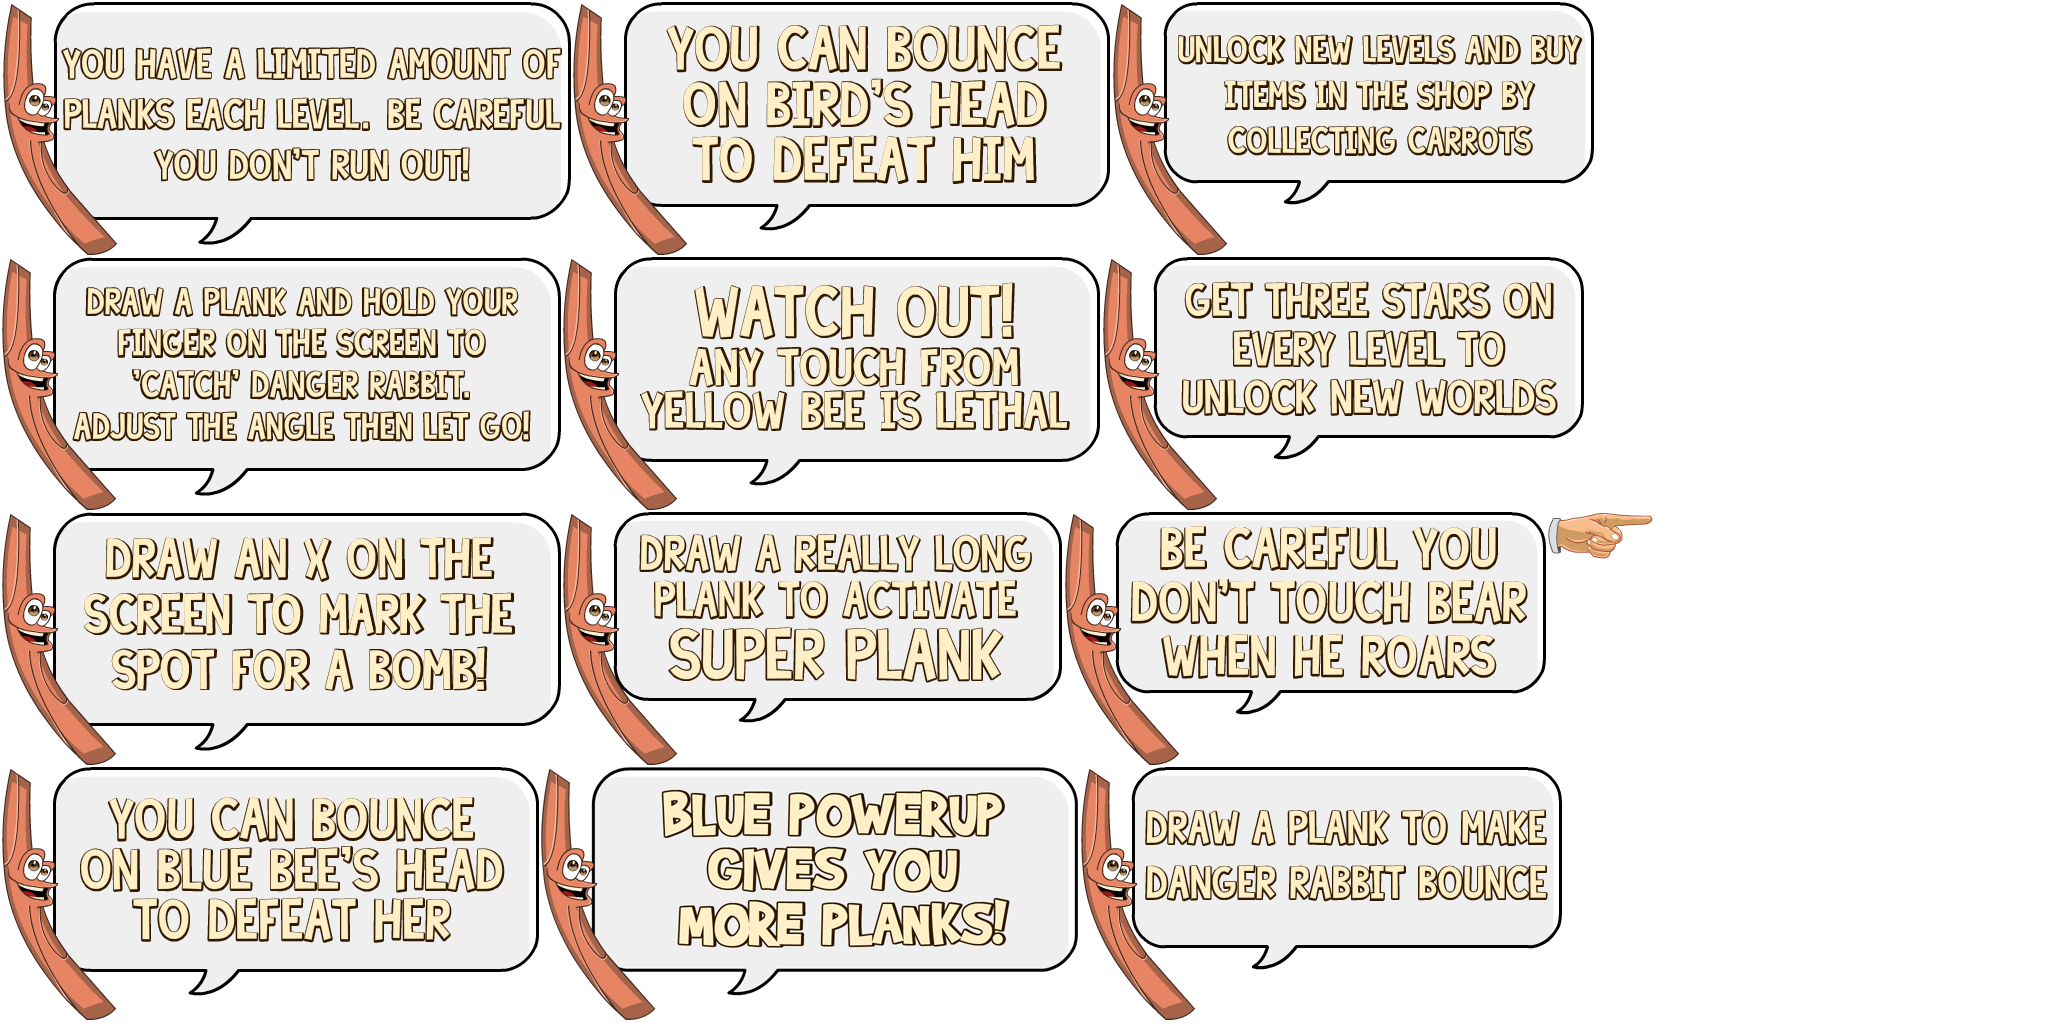 YOU HAVE A LIMITED AMOUNT OF
PLANKS EACH LEVEL. BE CAREFUL
YOU DON'T RUN OUT!
YOU CAN BOUNCE
ON BIRD'S HEAD
TO DEFEAT HIM
UNLOCK NEW LEVELS AND BUY
ITEMS IN THE SHOP BY
COLLECTING CARROTS
DRAW A PLANK AND HOLD YOUR
FINGER ON THE SCREEN TO
'CATCH' DANGER RABBIT.
ADJUST THE ANGLE THEN LET GO!
WATCH OUT!
ANY TOUCH FROM
YELLOW BEE IS LETHAL
GET THREE STARS ON
EVERY LEVEL TO
UNLOCK NEW WORLDS
DRAW AN X ON THE
SCREEN TO MARK THE
SPOT FOR A BOMB!
DRAW A REALLY LONG
PLANK TO ACTIVATE
SUPER PLANK
BE CAREFUL YOU
DON'T TOUCH BEAR
WHEN HE ROARS
YOU CAN BOUNCE
ON BLUE BEE'S HEAD
TO DEFEAT HER
BLUE POWERUP
GIVES YOU
MORE PLANKS!
DRAW A PLANK TO MAKE
DANGER RABBIT BOUNCE